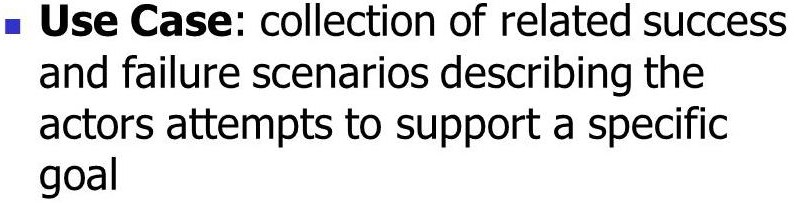 Use Case: collection of related success
and failure scenarios describing the
actors attempts to support a specific
goal